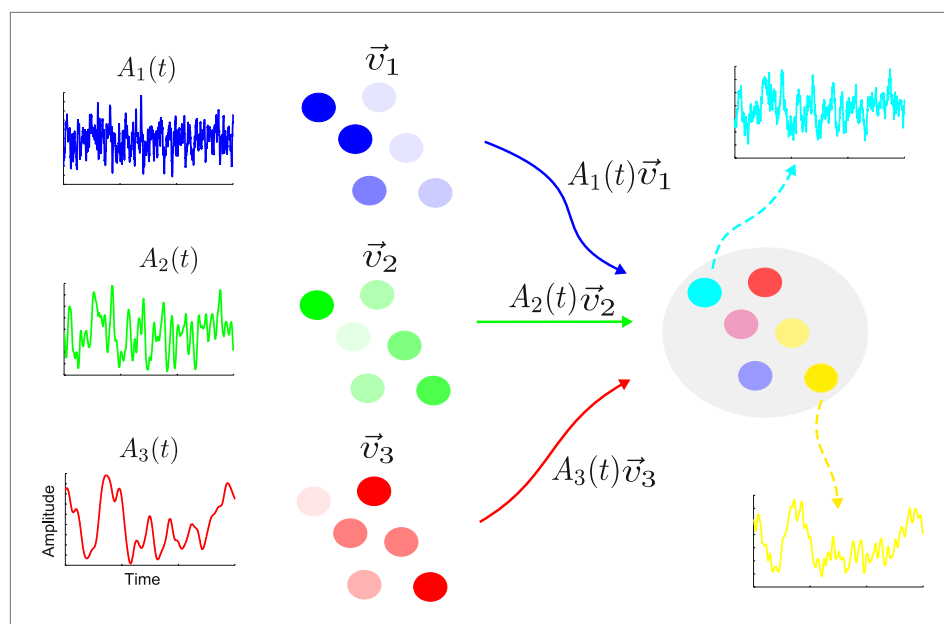 A₁(t)
v⃗₁
A₁(t)v⃗₁
A₂(t)
v⃗₂
A₂(t)v⃗₂
A₃(t)
v⃗₃
A₃(t)v⃗₃
Amplitude
Time